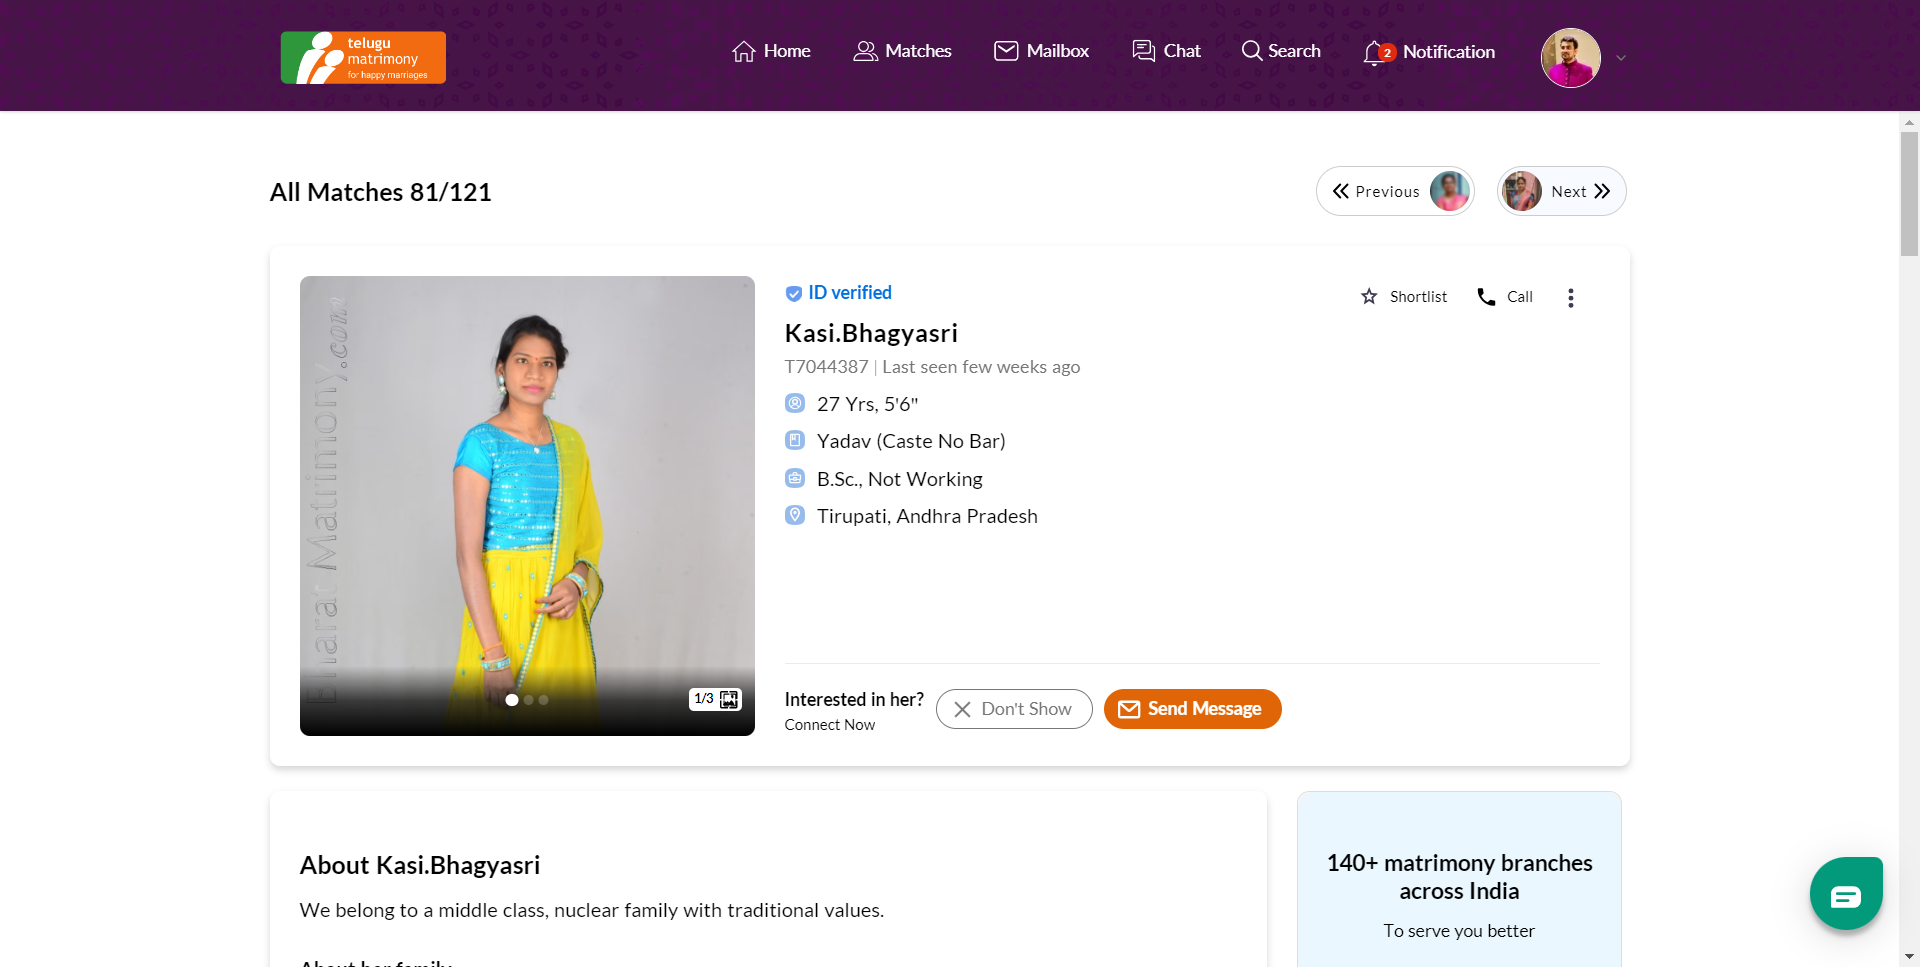 telugu
matrimony
for happy marriages
Home
Matches
Mailbox
Chat
Search
2
Notification
All Matches 81/121
Previous
Next
Bharat Matrimony.com
ID verified
Shortlist
Call
Kasi.Bhagyasri
T7044387 | Last seen few weeks ago
27 Yrs, 5'6"
Yadav (Caste No Bar)
B.Sc., Not Working
Tirupati, Andhra Pradesh
1/3
Interested in her?
Connect Now
Don't Show
Send Message
About Kasi.Bhagyasri
We belong to a middle class, nuclear family with traditional values.
About her family
140+ matrimony branches
across India
To serve you better